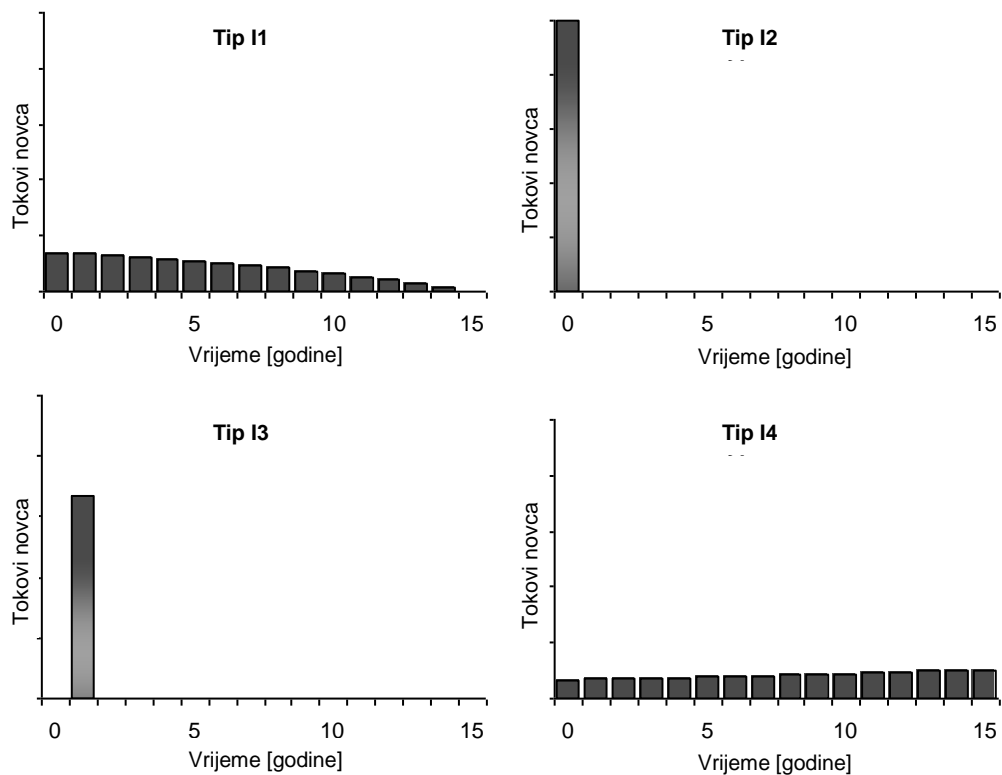 Tip I1
Tokovi novca
0 5 10 15
Vrijeme [godine]
Tip I2
Tokovi novca
0 5 10 15
Vrijeme [godine]
Tip I3
Tokovi novca
0 5 10 15
Vrijeme [godine]
Tip I4
Tokovi novca
0 5 10 15
Vrijeme [godine]